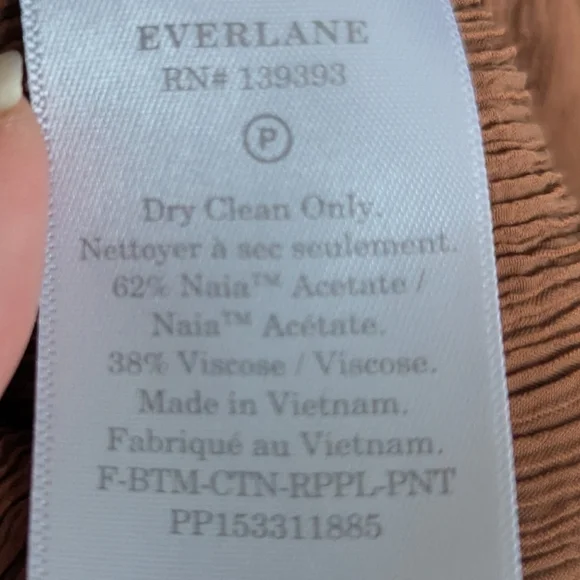 EVERLANE
RN# 139393
P
Dry Clean Only.
Nettoyer à sec seulement.
62% Naia™ Acetate /
Naia™ Acétate.
38% Viscose / Viscose.
Made in Vietnam.
Fabriqué au Vietnam.
F-BTM-CTN-RPPL-PNT
PP153311885